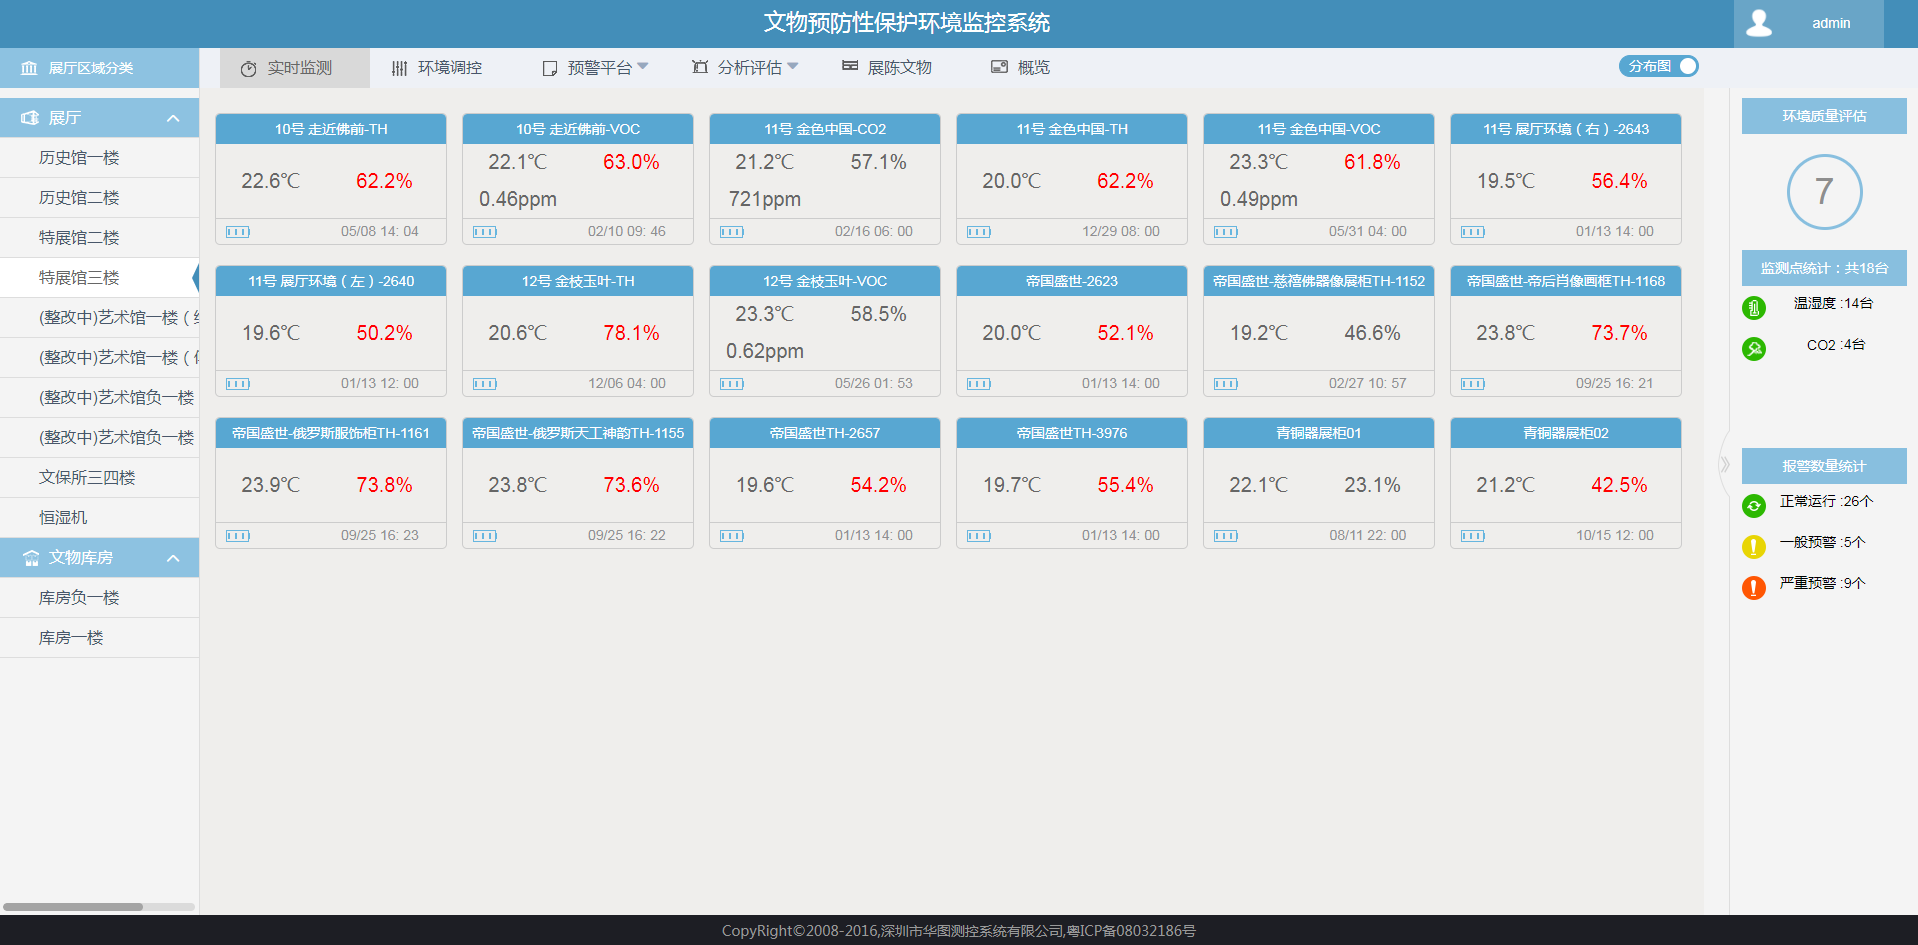 文物预防性保护环境监控系统
admin
展厅区域分类
实时监测
环境调控
预警平台
分析评估
展陈文物
概览
分布图
展厅
历史馆一楼
历史馆二楼
特展馆二楼
特展馆三楼
(整改中)艺术馆一楼（
(整改中)艺术馆一楼（
(整改中)艺术馆负一楼
(整改中)艺术馆负一楼
文保所三四楼
恒湿机
文物库房
库房负一楼
库房一楼
10号 走近佛前-TH
22.6℃ 62.2%
05/08 14: 04
10号 走近佛前-VOC
22.1℃ 63.0%
0.46ppm
02/10 09: 46
11号 金色中国-CO2
21.2℃ 57.1%
721ppm
02/16 06: 00
11号 金色中国-TH
20.0℃ 62.2%
12/29 08: 00
11号 金色中国-VOC
23.3℃ 61.8%
0.49ppm
05/31 04: 00
11号 展厅环境（右）-2643
19.5℃ 56.4%
01/13 14: 00
11号 展厅环境（左）-2640
19.6℃ 50.2%
01/13 12: 00
12号 金枝玉叶-TH
20.6℃ 78.1%
12/06 04: 00
12号 金枝玉叶-VOC
23.3℃ 58.5%
0.62ppm
05/26 01: 53
帝国盛世-2623
20.0℃ 52.1%
01/13 14: 00
帝国盛世-慈禧佛器像展柜TH-1152
19.2℃ 46.6%
02/27 10: 57
帝国盛世-帝后肖像画框TH-1168
23.8℃ 73.7%
09/25 16: 21
帝国盛世-俄罗斯服饰柜TH-1161
23.9℃ 73.8%
09/25 16: 23
帝国盛世-俄罗斯天工神韵TH-1155
23.8℃ 73.6%
09/25 16: 22
帝国盛世TH-2657
19.6℃ 54.2%
01/13 14: 00
帝国盛世TH-3976
19.7℃ 55.4%
01/13 14: 00
青铜器展柜01
22.1℃ 23.1%
08/11 22: 00
青铜器展柜02
21.2℃ 42.5%
10/15 12: 00
环境质量评估
7
监测点统计：共18台
温湿度 :14台
CO2 :4台
报警数量统计
正常运行 :26个
一般预警 :5个
严重预警 :9个
CopyRight©2008-2016,深圳市华图测控系统有限公司,粤ICP备08032186号